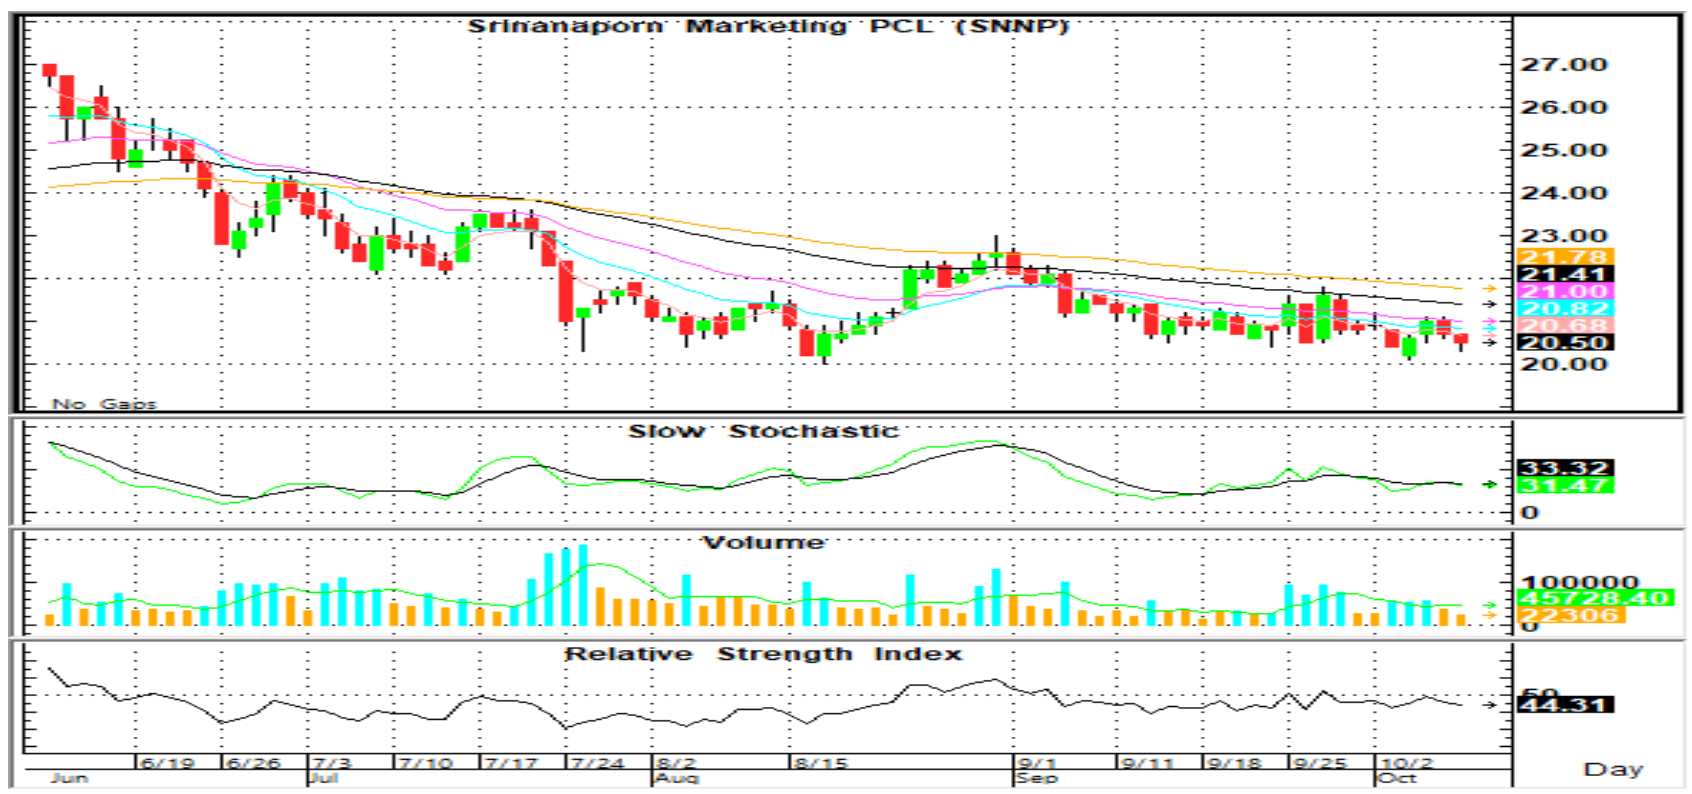 Srinanaporn Marketing PCL (SNNP)
27.00
26.00
25.00
24.00
23.00
21.78
21.41
21.00
20.82
20.68
20.50
20.00
No Gaps
Slow Stochastic
33.32
31.47
0
Volume
100000
45728.40
22306
0
Relative Strength Index
50
44.31
6/19 6/26 7/3 7/10 7/17 7/24 8/2 8/15 9/1 9/11 9/18 9/25 10/2
Jun Jul Aug Sep Oct
Day